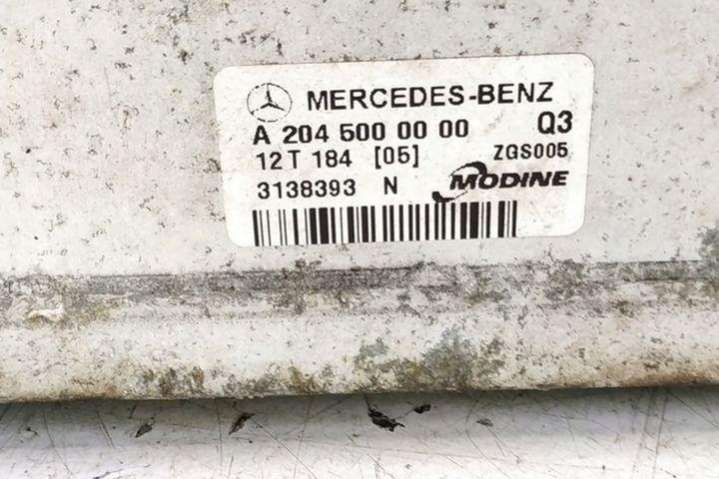 MERCEDES-BENZ
A 204 500 00 00 Q3
12 T 184 [05] ZGS005
3138393 N MODINE